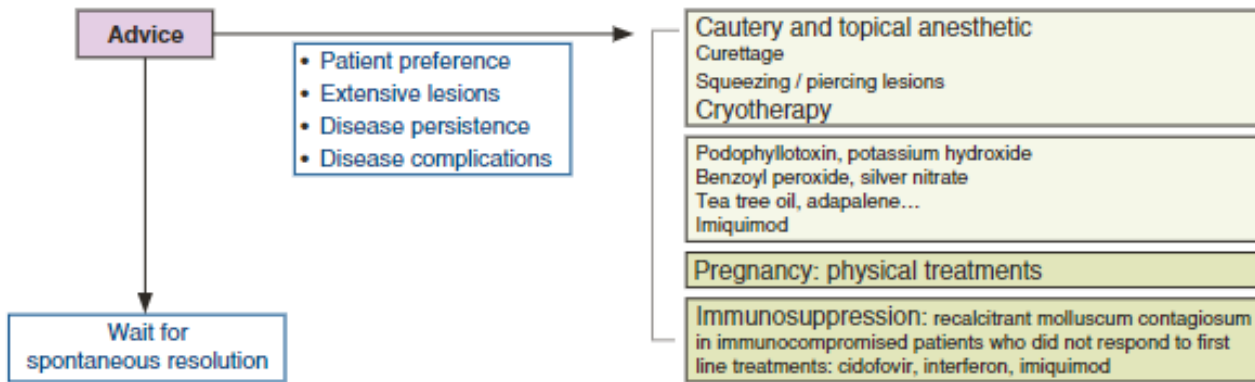 Advice
• Patient preference
• Extensive lesions
• Disease persistence
• Disease complications
Wait for
spontaneous resolution
Cautery and topical anesthetic
Curettage
Squeezing / piercing lesions
Cryotherapy
Podophyllotoxin, potassium hydroxide
Benzoyl peroxide, silver nitrate
Tea tree oil, adapalene…
Imiquimod
Pregnancy: physical treatments
Immunosuppression: recalcitrant molluscum contagiosum
in immunocompromised patients who did not respond to first
line treatments: cidofovir, interferon, imiquimod